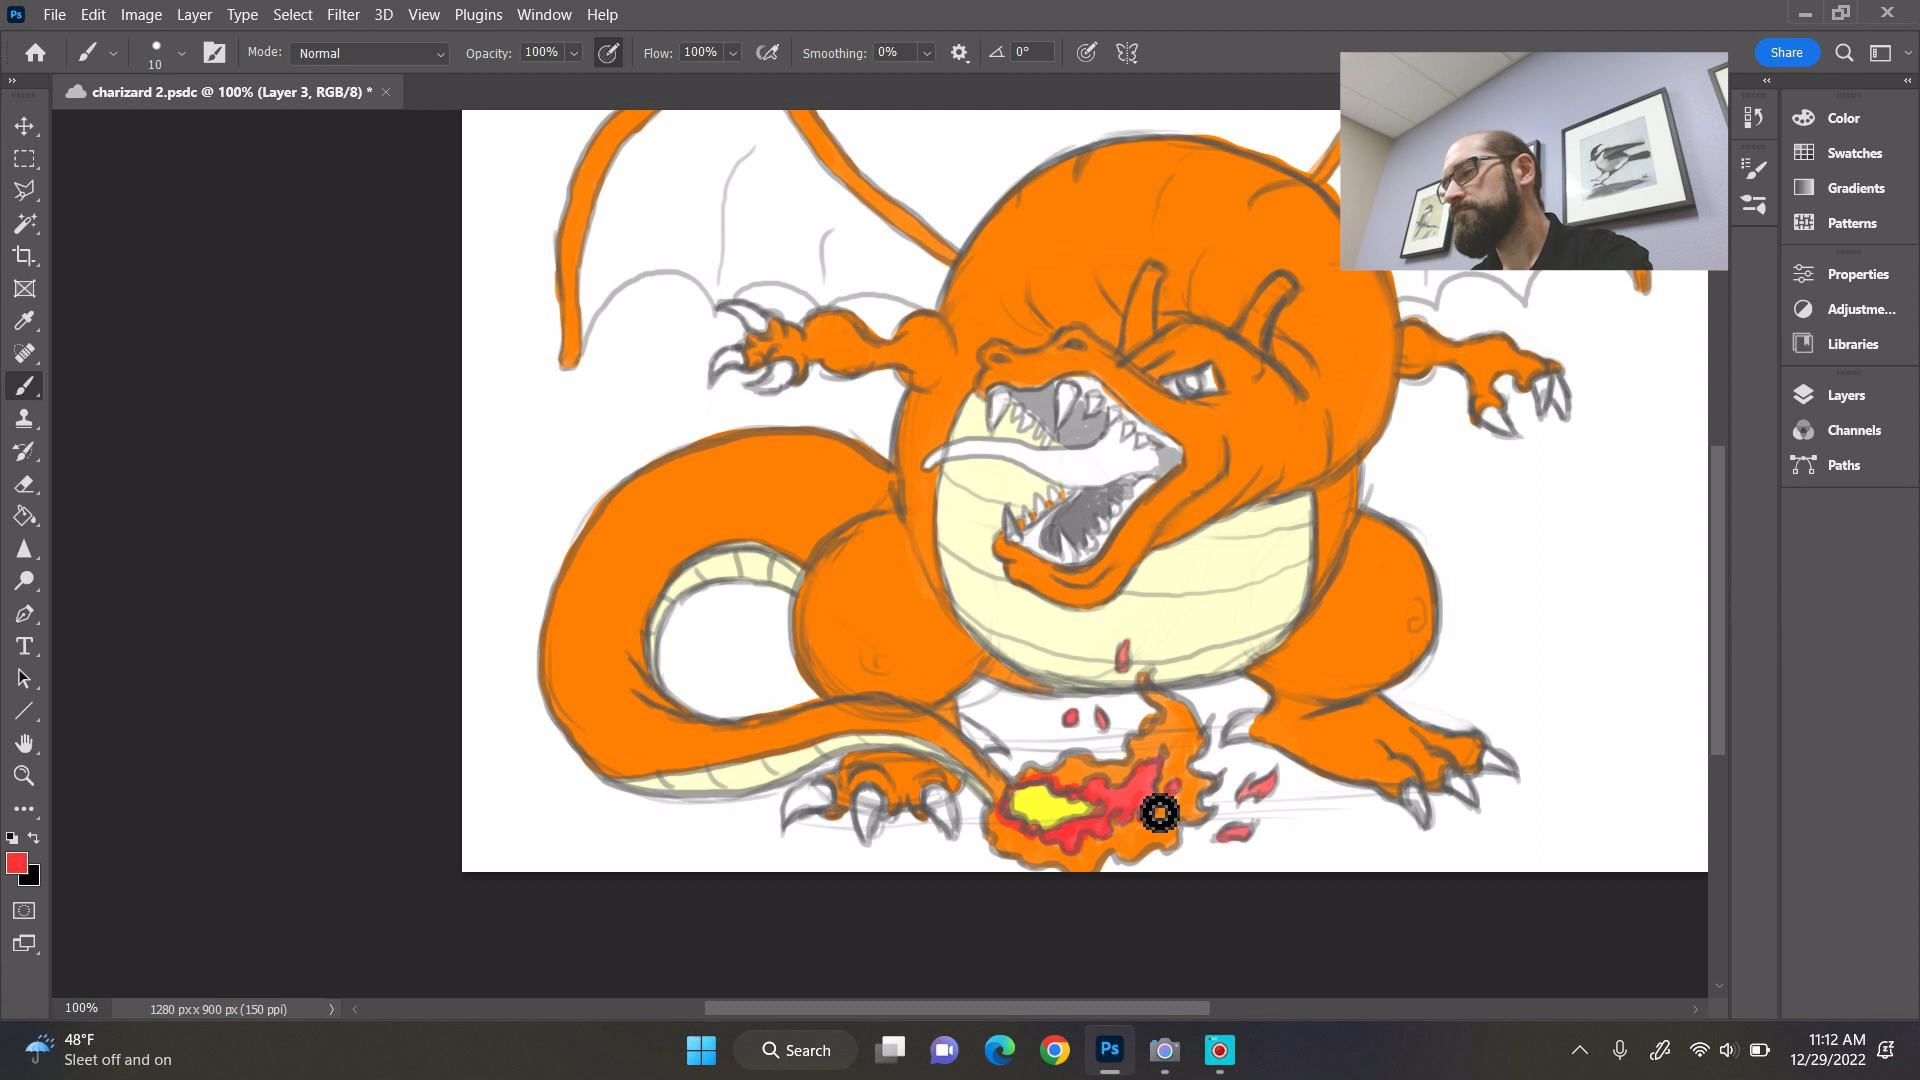 Ps File Edit Image Layer Type Select Filter 3D View Plugins Window Help
10 Mode: Normal Opacity: 100% Flow: 100% Smoothing: 0% 0° Share
charizard 2.psdc @ 100% (Layer 3, RGB/8) * ×
Color
Swatches
Gradients
Patterns
Properties
Adjustme...
Libraries
Layers
Channels
Paths
100% 1280 px x 900 px (150 ppi)
48°F
Sleet off and on
Search
Ps
11:12 AM
12/29/2022